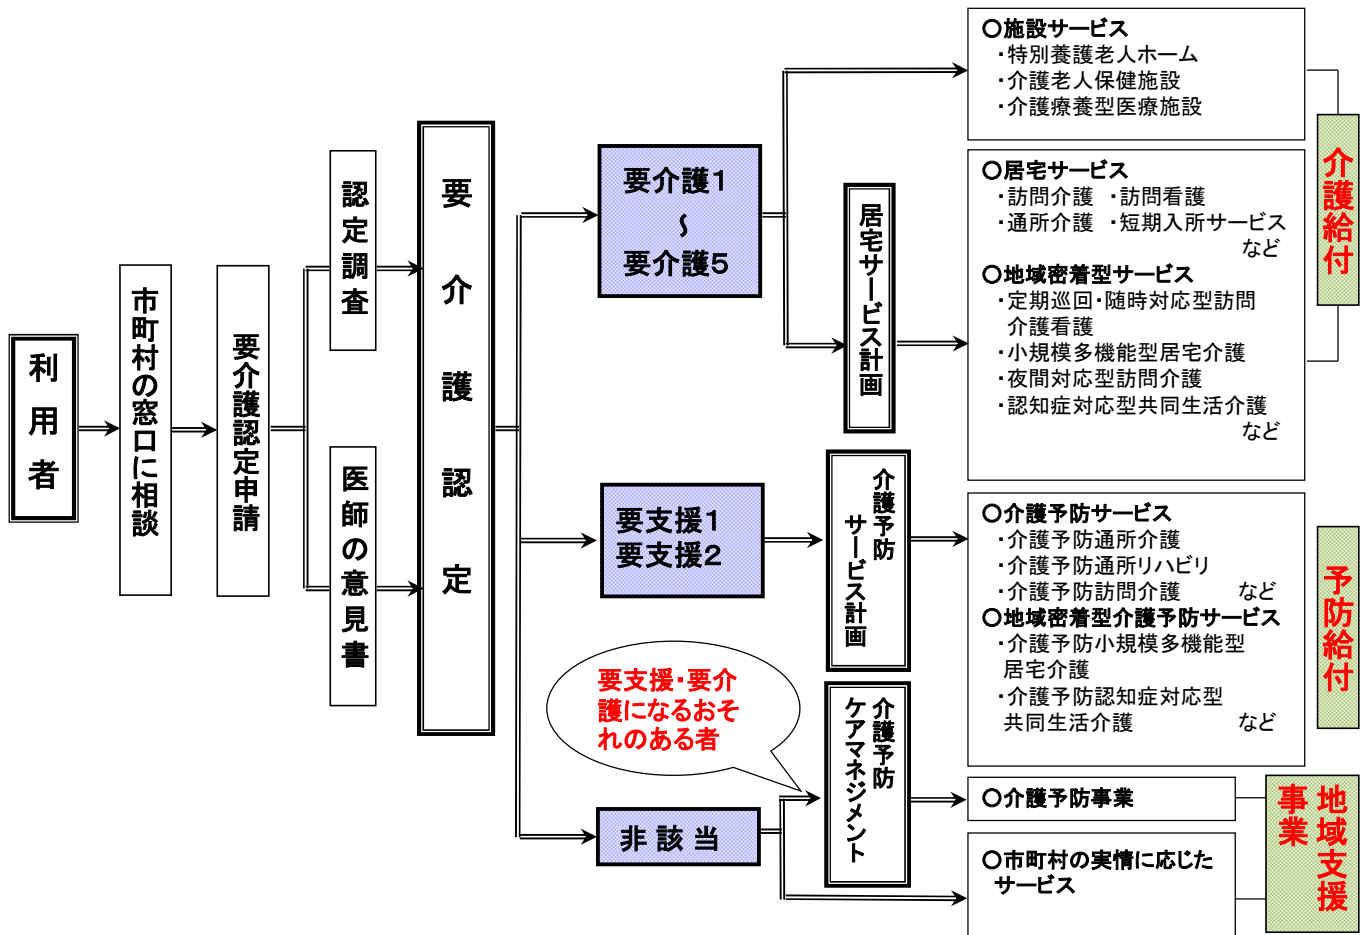 利用者
市町村の窓口に相談
要介護認定申請
認定調査
医師の意見書
要介護認定
要介護1
～
要介護5
要支援1
要支援2
要支援・要介
護になるおそ
れのある者
非該当
居宅サービス計画
介護予防
サービス計画
介護予防
ケアマネジメント
○施設サービス
・特別養護老人ホーム
・介護老人保健施設
・介護療養型医療施設
○居宅サービス
・訪問介護 ・訪問看護
・通所介護 ・短期入所サービス
など
○地域密着型サービス
・定期巡回・随時対応型訪問
介護看護
・小規模多機能型居宅介護
・夜間対応型訪問介護
・認知症対応型共同生活介護
など
○介護予防サービス
・介護予防通所介護
・介護予防通所リハビリ
・介護予防訪問介護 など
○地域密着型介護予防サービス
・介護予防小規模多機能型
居宅介護
・介護予防認知症対応型
共同生活介護 など
○介護予防事業
○市町村の実情に応じた
サービス
介護給付
予防給付
地域支援
事業